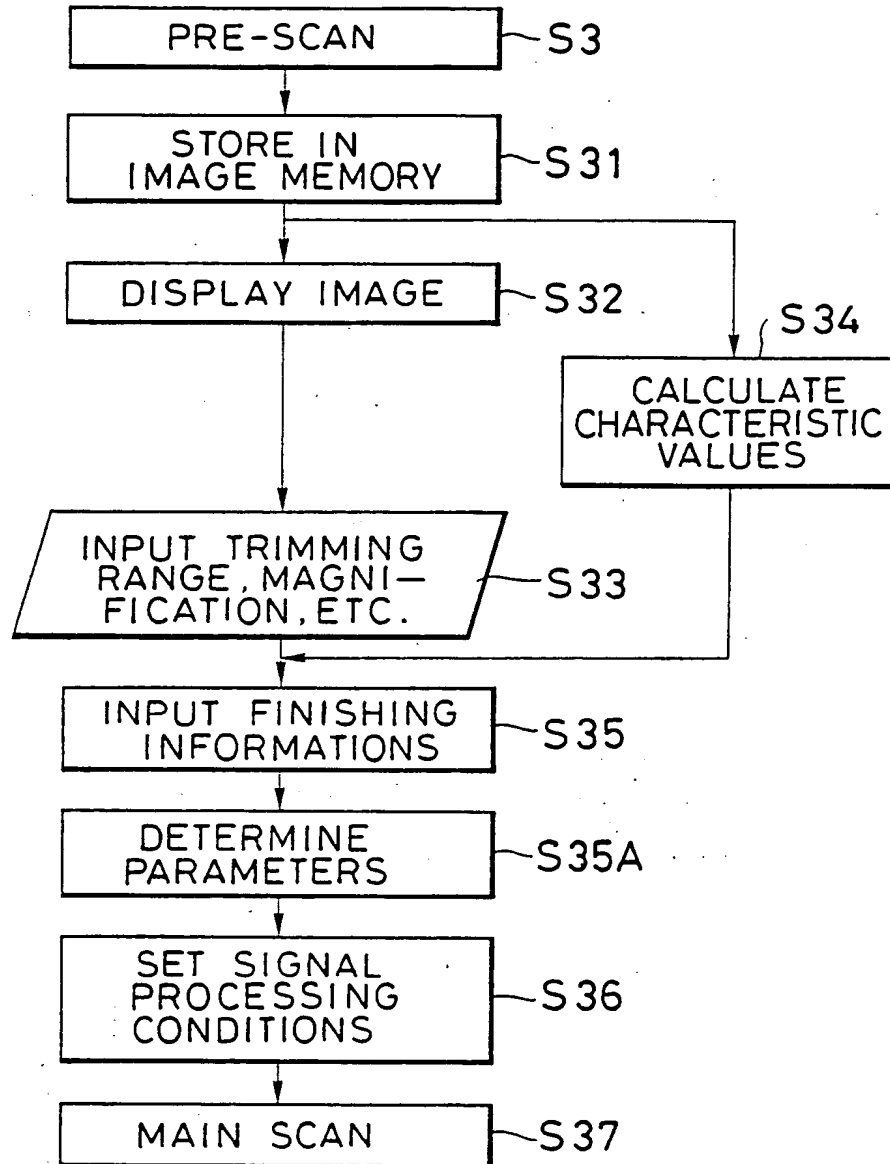 PRE-SCAN
S3
STORE IN
IMAGE MEMORY
S31
DISPLAY IMAGE
S32
S34
CALCULATE
CHARACTERISTIC
VALUES
INPUT TRIMMING
RANGE, MAGNI-
FICATION, ETC.
S33
INPUT FINISHING
INFORMATIONS
S35
DETERMINE
PARAMETERS
S35A
SET SIGNAL
PROCESSING
CONDITIONS
S36
MAIN SCAN
S37